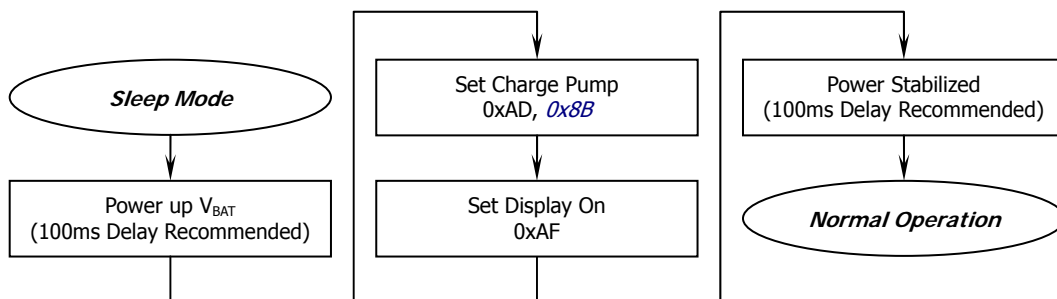 Sleep Mode
Power up VBAT
(100ms Delay Recommended)
Set Charge Pump
0xAD, 0x8B
Set Display On
0xAF
Power Stabilized
(100ms Delay Recommended)
Normal Operation